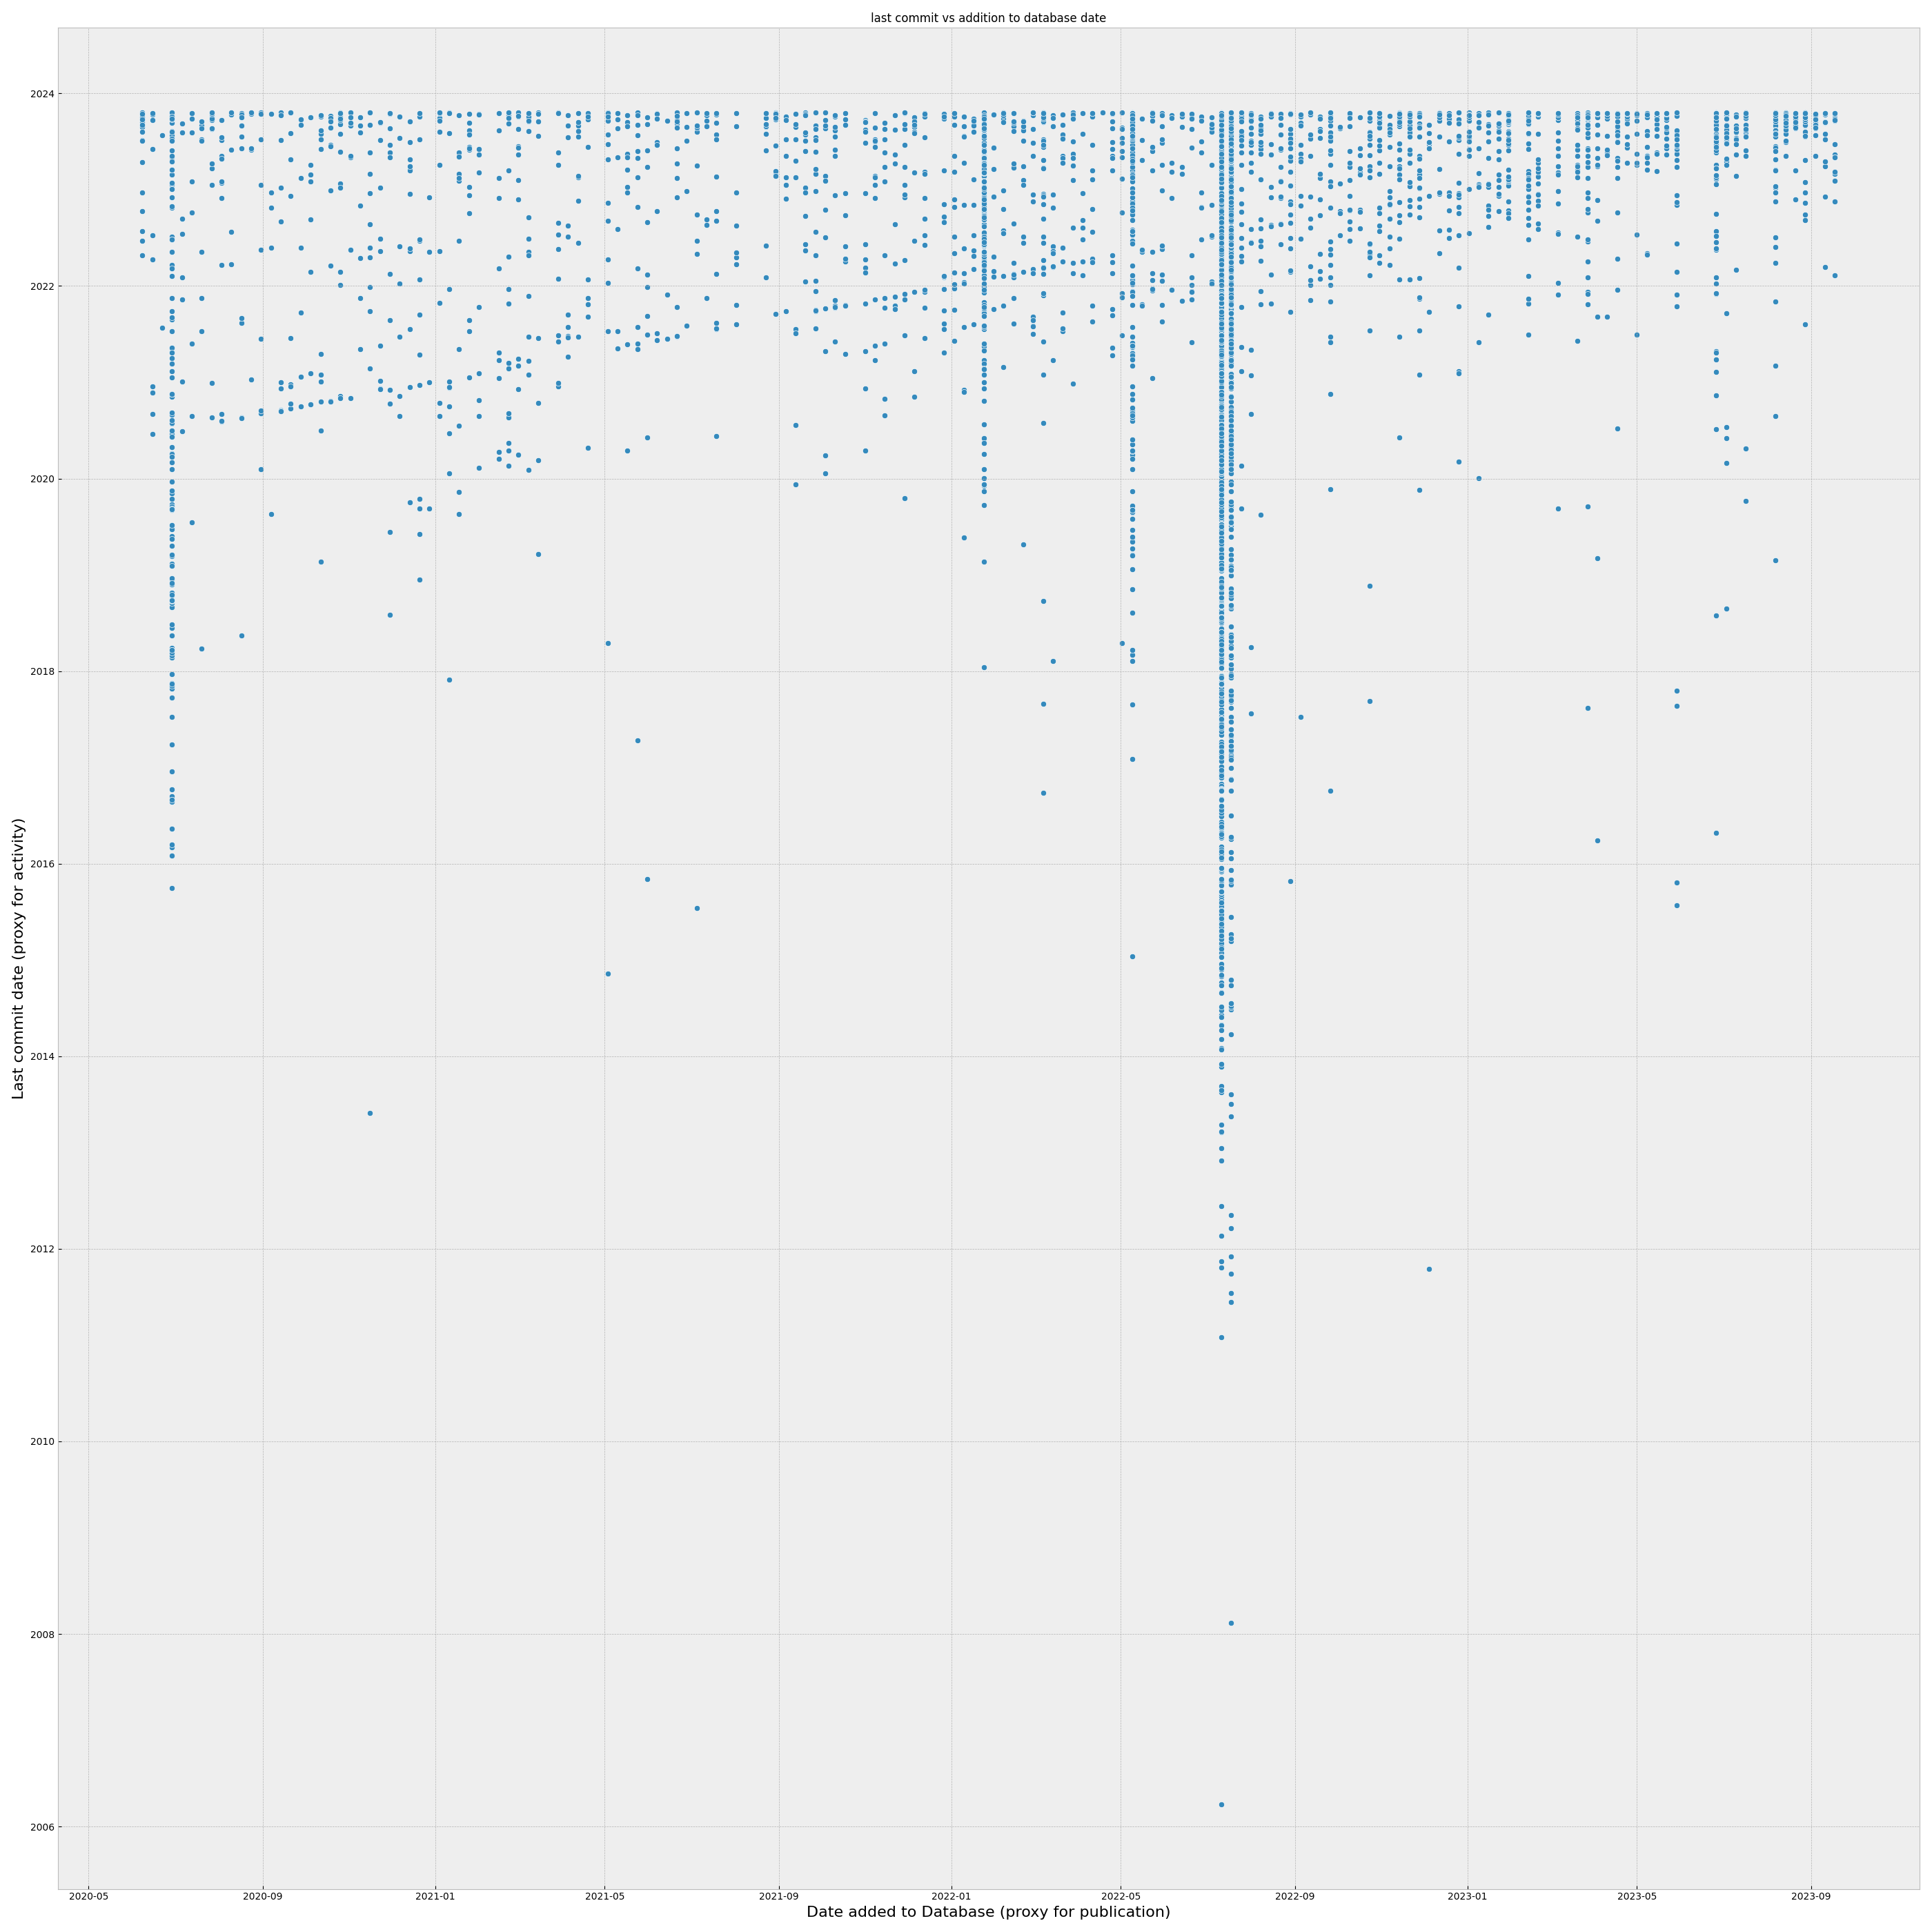 last commit vs addition to database date
2024
2022
2020
2018
2016
2014
2012
2010
2008
2006
Last commit date (proxy for activity)
2020-05 2020-09 2021-01 2021-05 2021-09 2022-01 2022-05 2022-09 2023-01 2023-05 2023-09
Date added to Database (proxy for publication)